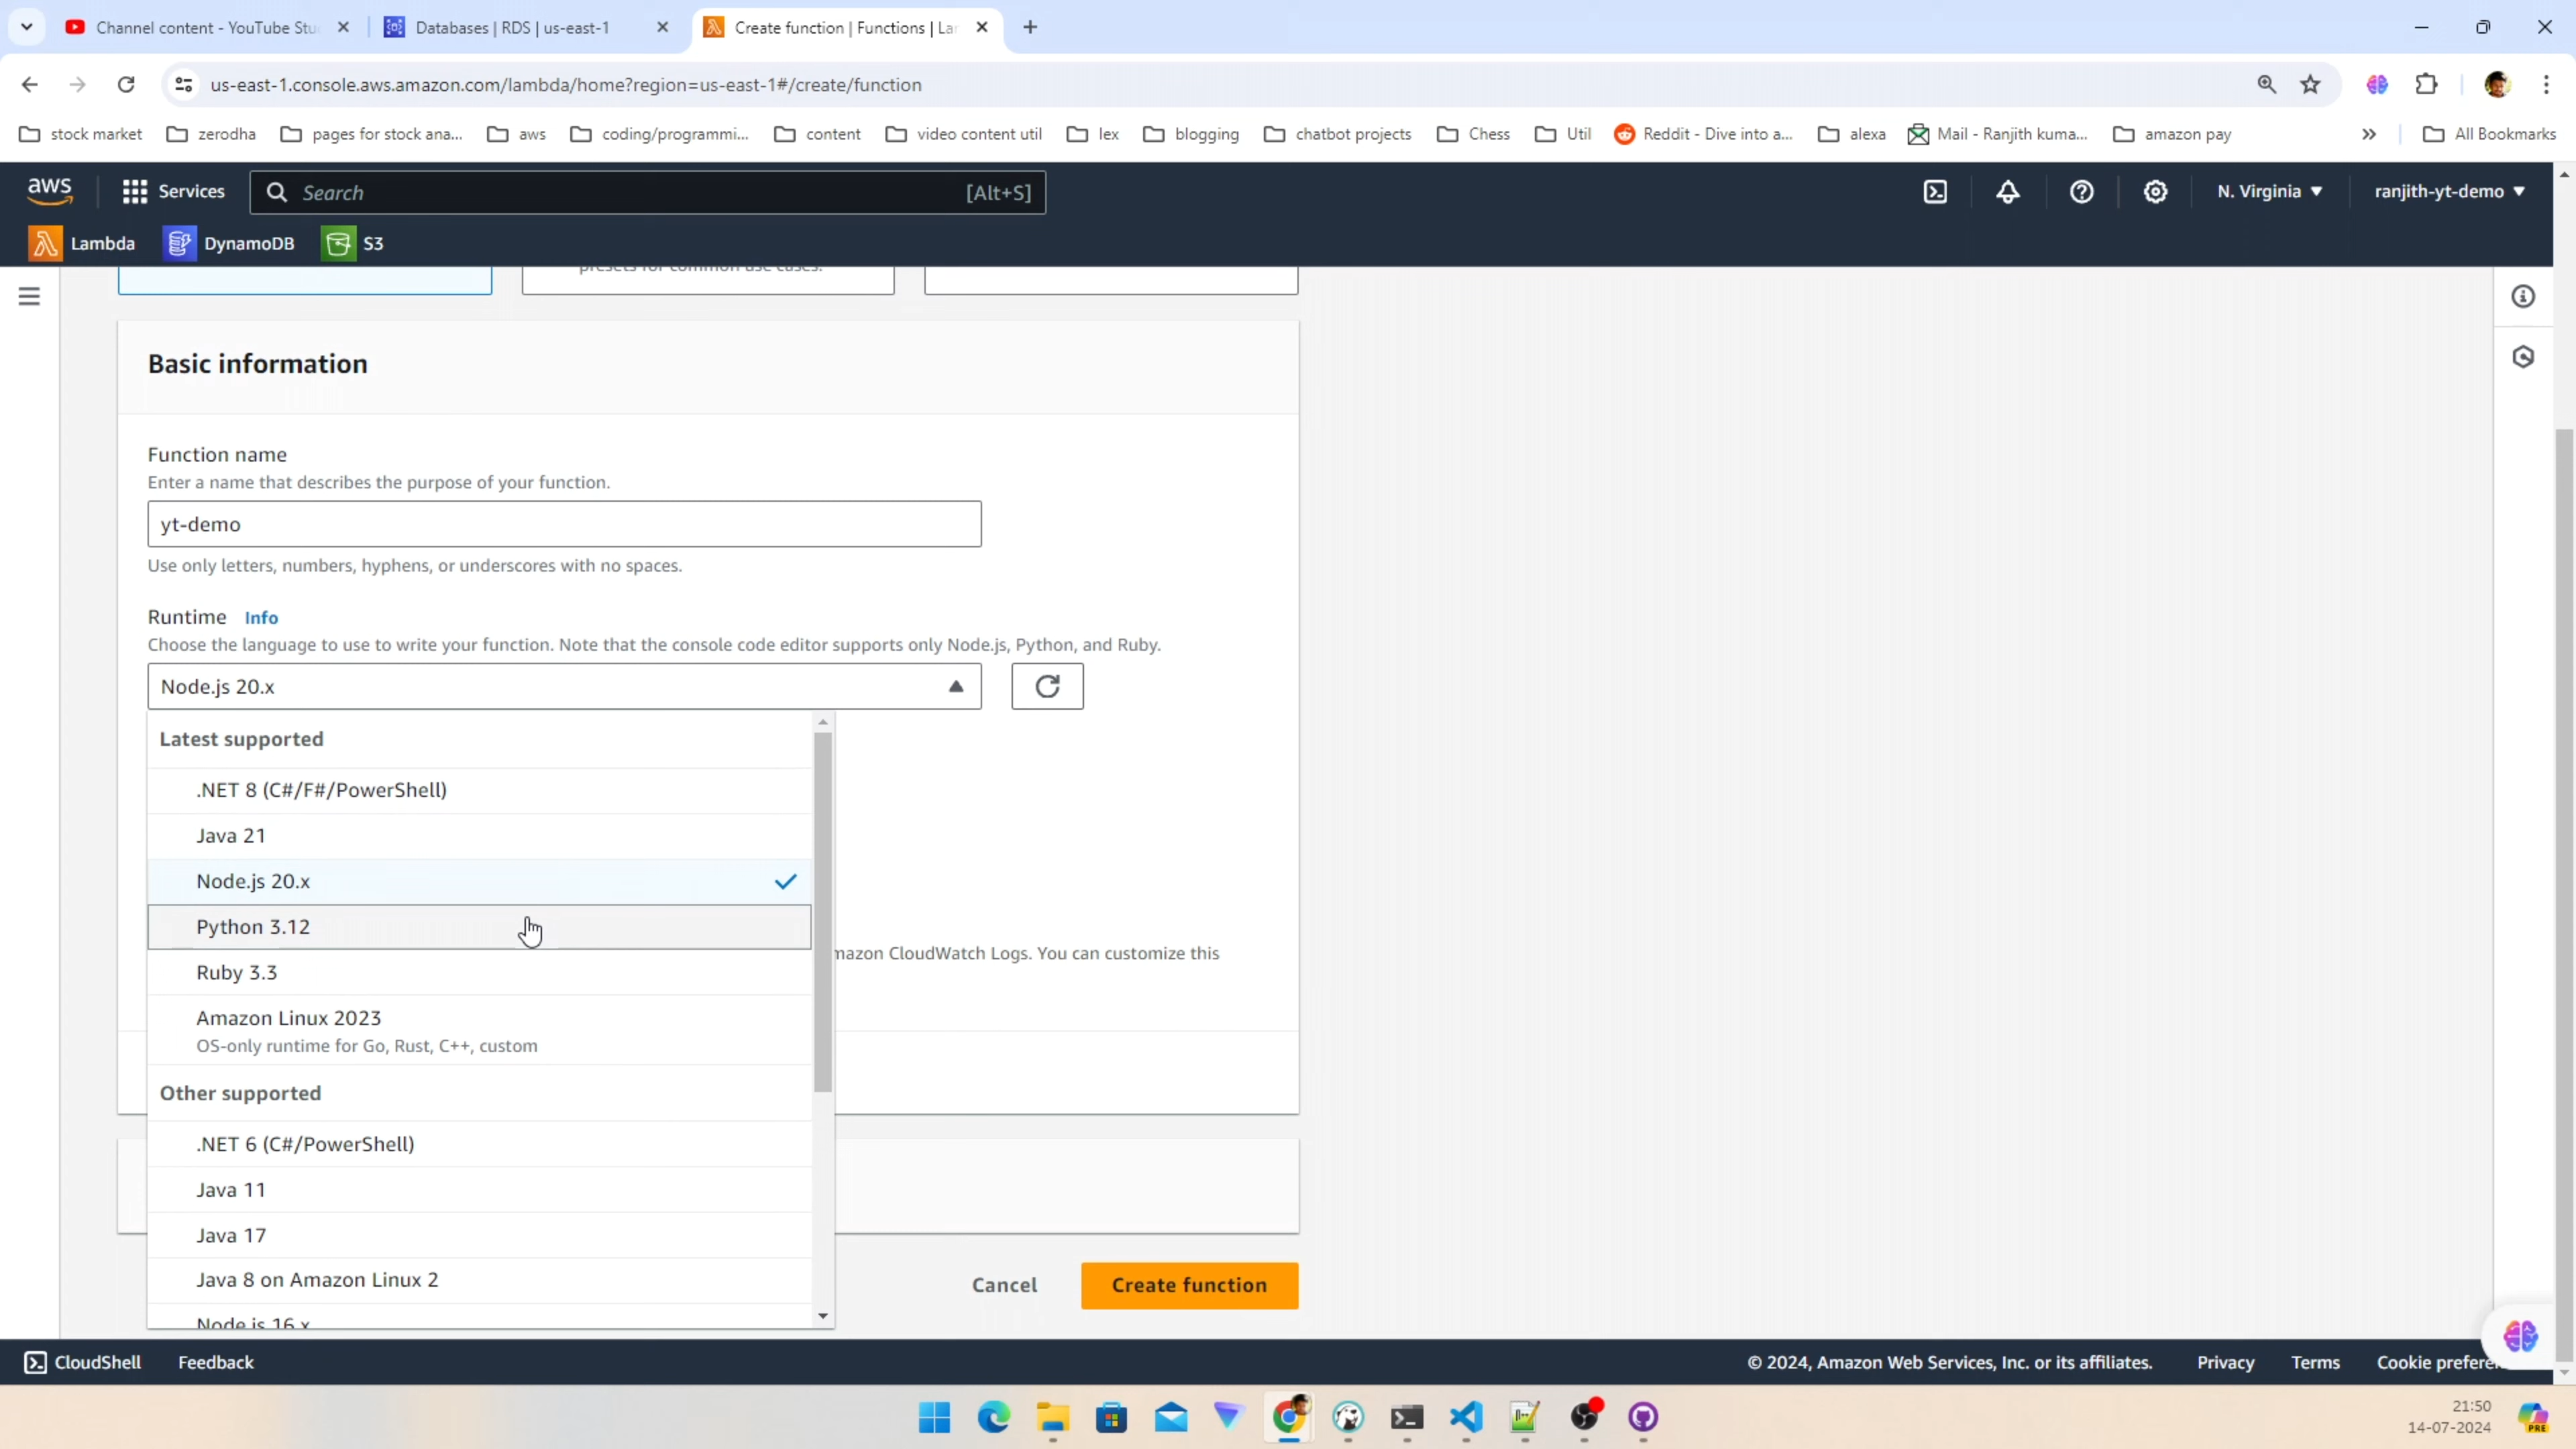 Channel content - YouTube Stu
Databases | RDS | us-east-1
Create function | Functions | La
us-east-1.console.aws.amazon.com/lambda/home?region=us-east-1#/create/function
stock market
zerodha
pages for stock ana...
aws
coding/programmi...
content
video content util
lex
blogging
chatbot projects
Chess
Util
Reddit - Dive into a...
alexa
Mail - Ranjith kuma...
amazon pay
All Bookmarks
aws
Services
Search
[Alt+S]
N. Virginia
ranjith-yt-demo
Lambda
DynamoDB
S3
presets for common use cases.
Basic information
Function name
Enter a name that describes the purpose of your function.
yt-demo
Use only letters, numbers, hyphens, or underscores with no spaces.
Runtime Info
Choose the language to use to write your function. Note that the console code editor supports only Node.js, Python, and Ruby.
Node.js 20.x
Latest supported
.NET 8 (C#/F#/PowerShell)
Java 21
Node.js 20.x
Python 3.12
mazon CloudWatch Logs. You can customize this
Ruby 3.3
Amazon Linux 2023
OS-only runtime for Go, Rust, C++, custom
Other supported
.NET 6 (C#/PowerShell)
Java 11
Java 17
Java 8 on Amazon Linux 2
Node.js 16.x
Cancel
Create function
CloudShell
Feedback
© 2024, Amazon Web Services, Inc. or its affiliates.
Privacy
Terms
Cookie prefere
21:50
14-07-2024
PRE